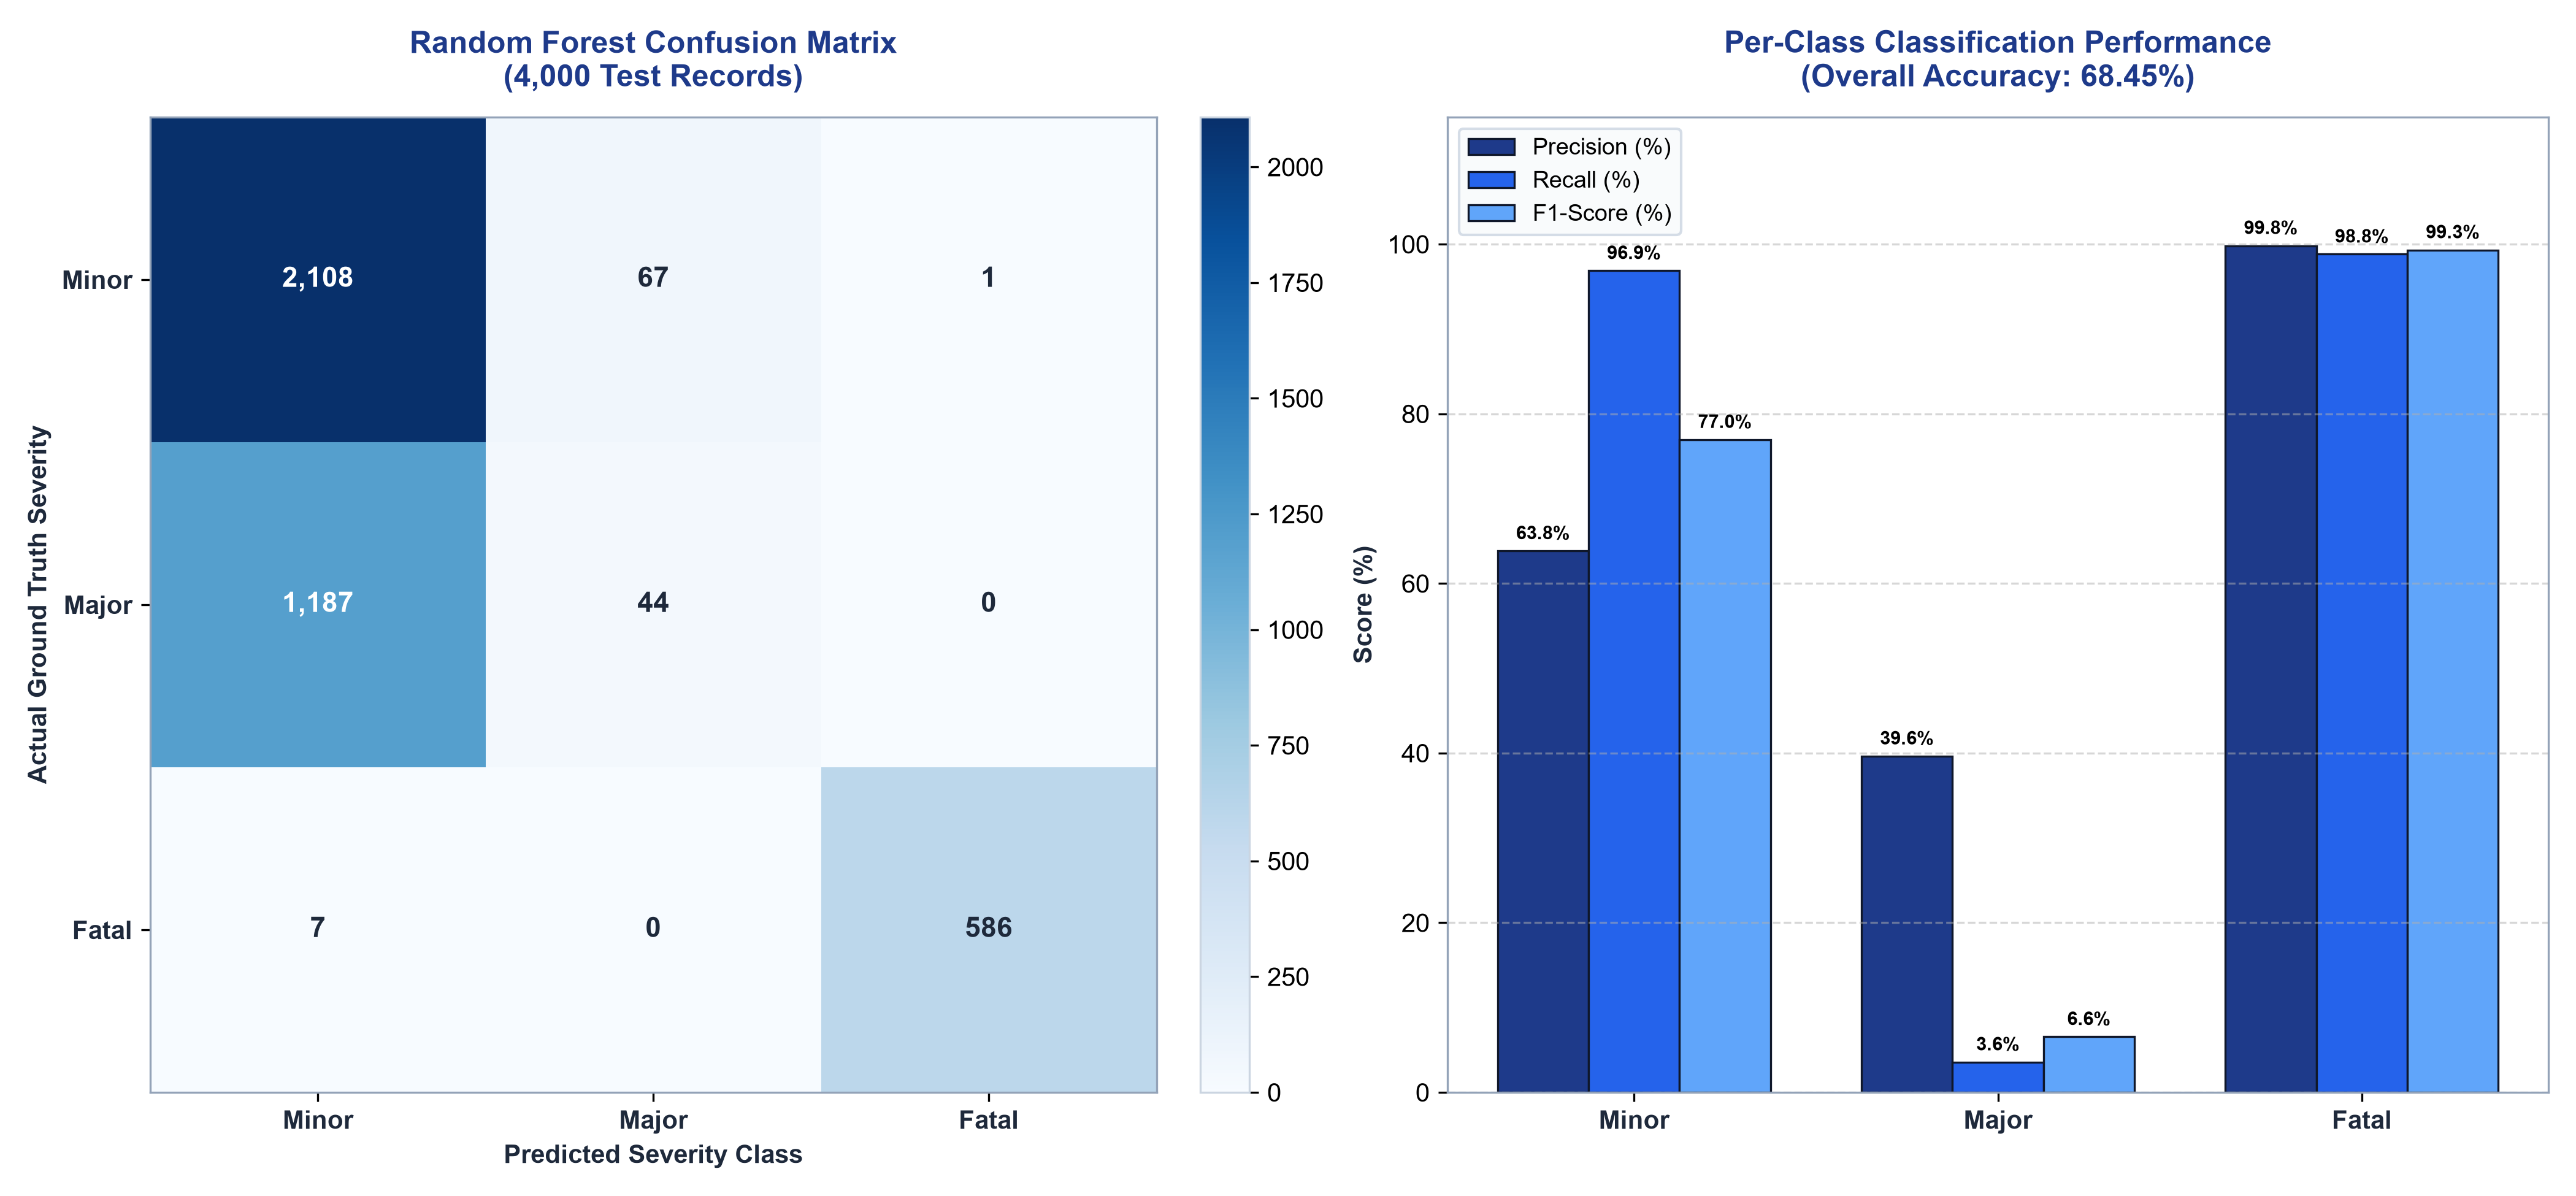 Random Forest Confusion Matrix
(4,000 Test Records)
Actual Ground Truth Severity
Minor
Major
Fatal
2,108
67
1
1,187
44
0
7
0
586
Minor
Major
Fatal
Predicted Severity Class
2000
1750
1500
1250
1000
750
500
250
0
Per-Class Classification Performance
(Overall Accuracy: 68.45%)
Precision (%)
Recall (%)
F1-Score (%)
Score (%)
100
80
60
40
20
0
63.8%
96.9%
77.0%
39.6%
3.6%
6.6%
99.8%
98.8%
99.3%
Minor
Major
Fatal